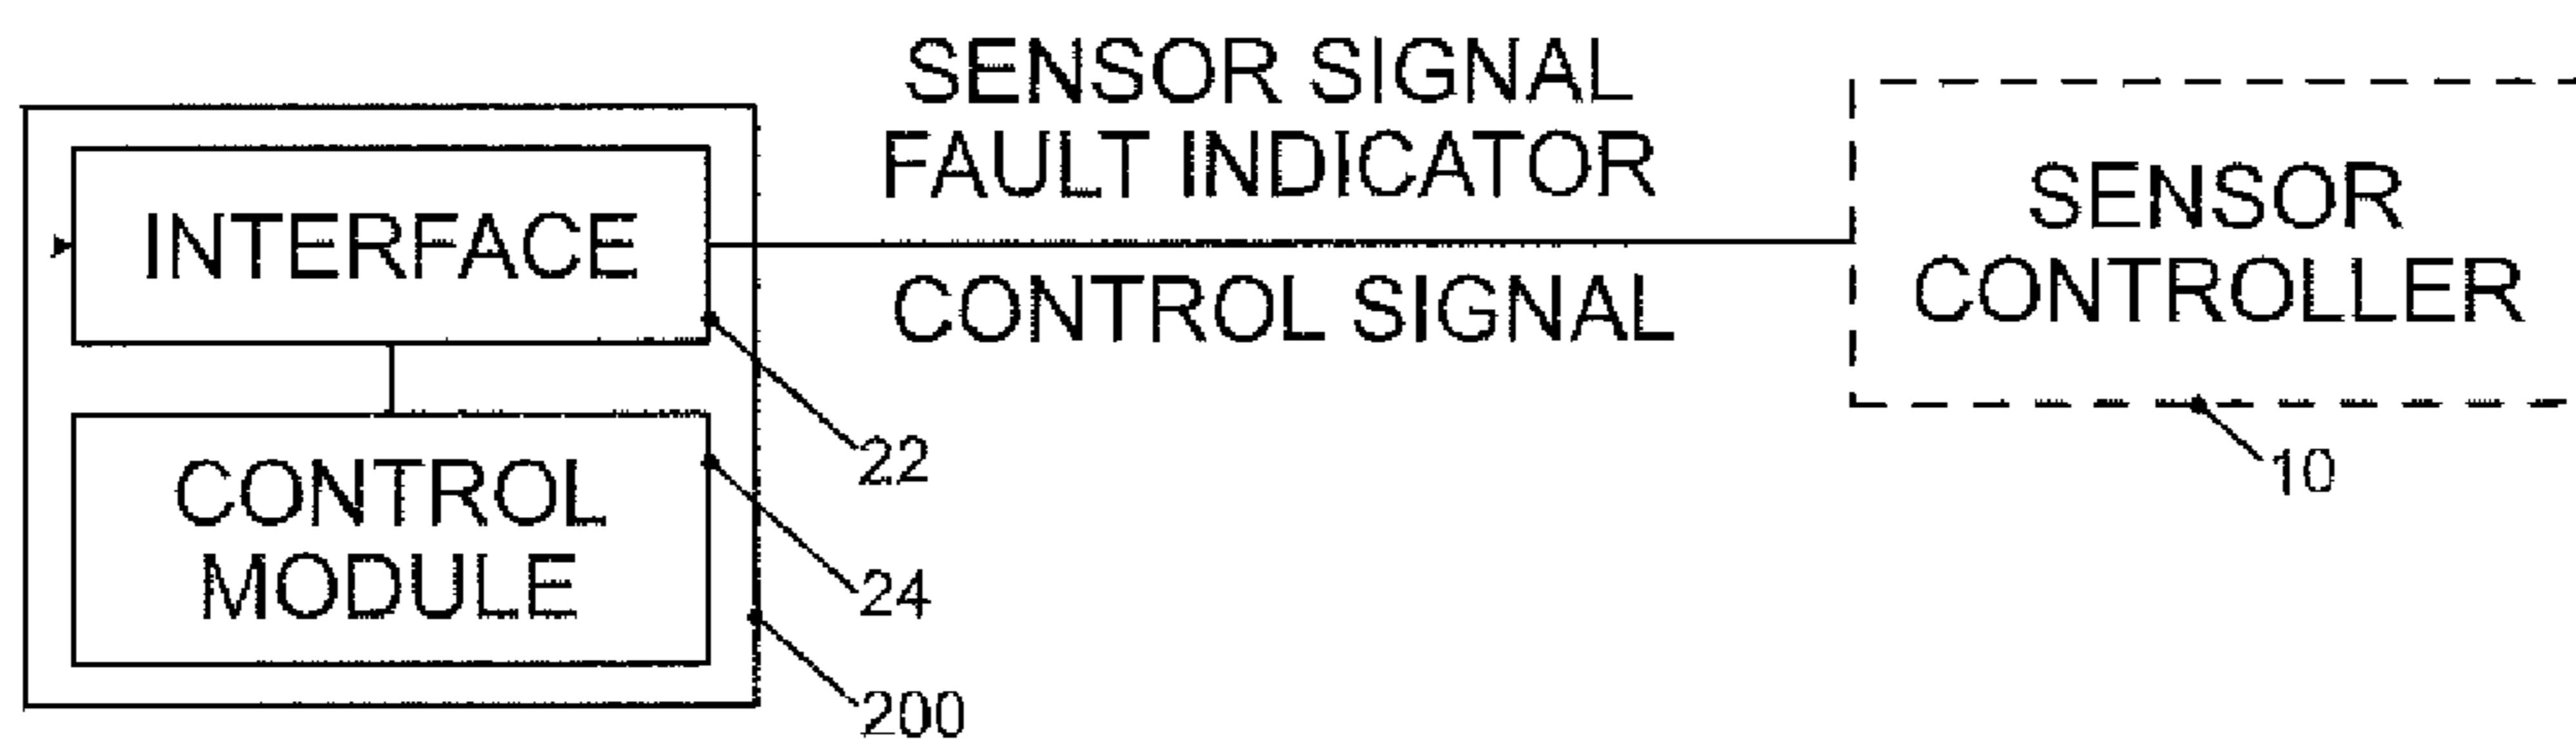 SENSOR SIGNAL
FAULT INDICATOR
INTERFACE
CONTROL SIGNAL
SENSOR
CONTROLLER
CONTROL
MODULE
22
24
200
10